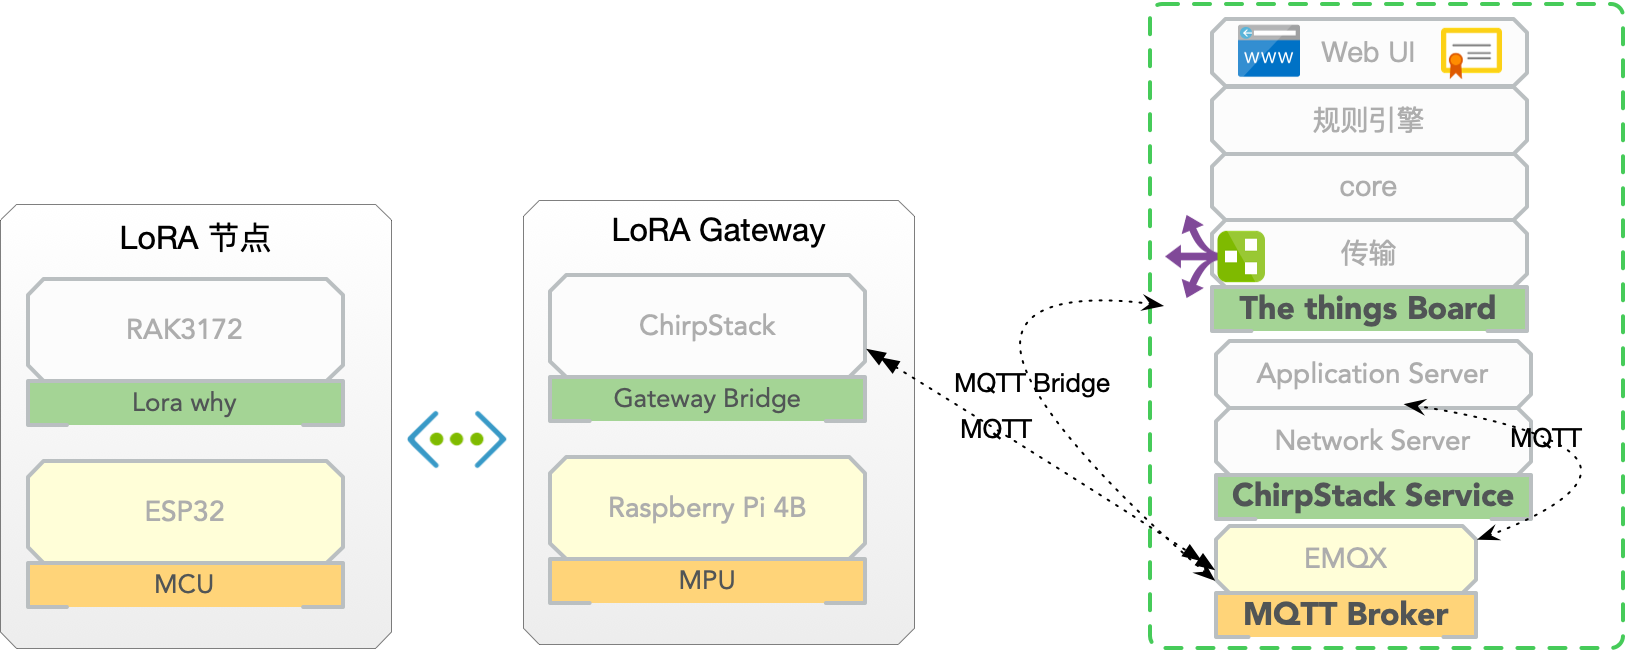 LoRA 节点
RAK3172
Lora why
ESP32
MCU
LoRA Gateway
ChirpStack
Gateway Bridge
Raspberry Pi 4B
MPU
MQTT Bridge
MQTT
www
Web UI
规则引擎
core
传输
The things Board
Application Server
Network Server
MQTT
ChirpStack Service
EMQX
MQTT Broker